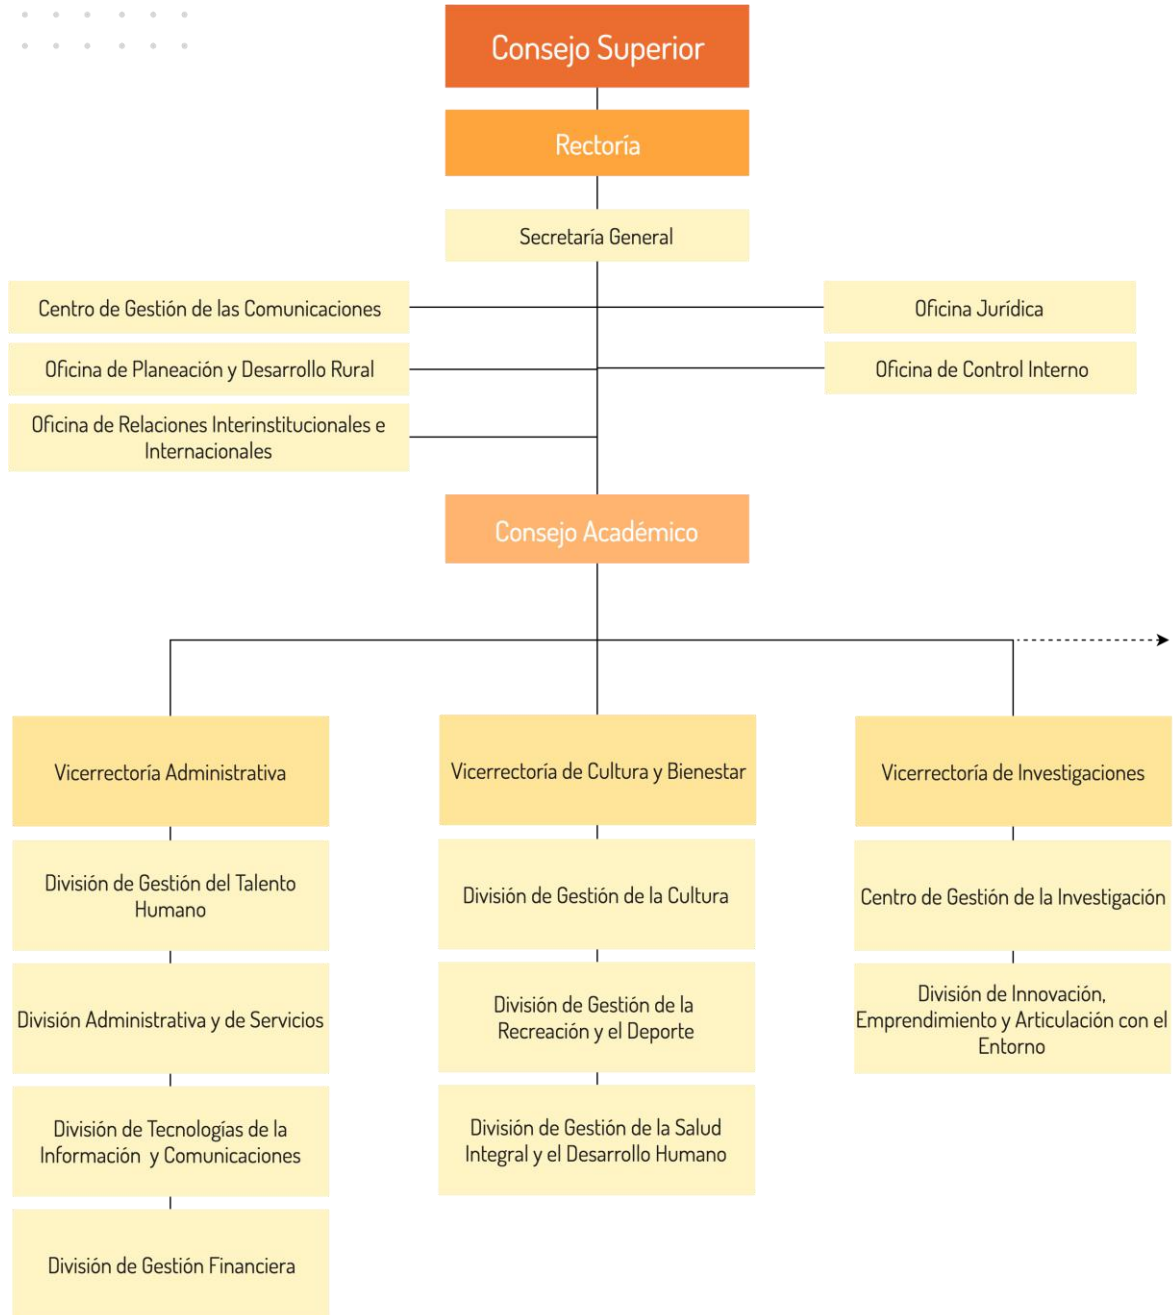 Consejo Superior
Rectoría
Secretaría General
Centro de Gestión de las Comunicaciones
Oficina Jurídica
Oficina de Planeación y Desarrollo Rural
Oficina de Control Interno
Oficina de Relaciones Interinstitucionales e
Internacionales
Consejo Académico
Vicerrectoría Administrativa
División de Gestión del Talento
Humano
División Administrativa y de Servicios
División de Tecnologías de la
Información y Comunicaciones
División de Gestión Financiera
Vicerrectoría de Cultura y Bienestar
División de Gestión de la Cultura
División de Gestión de la
Recreación y el Deporte
División de Gestión de la Salud
Integral y el Desarrollo Humano
Vicerrectoría de Investigaciones
Centro de Gestión de la Investigación
División de Innovación,
Emprendimiento y Articulación con el
Entorno